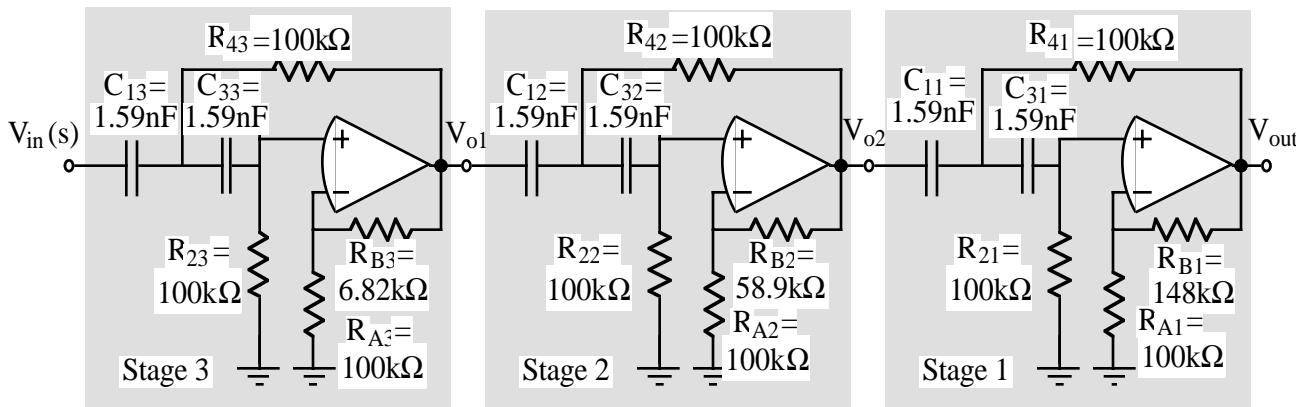 R43 =100kΩ
C13=
1.59nF
C33=
1.59nF
Vin (s)
+
−
Vo1
R23=
100kΩ
RB3=
6.82kΩ
RA3=
100kΩ
Stage 3
R42=100kΩ
C12=
1.59nF
C32=
1.59nF
+
−
Vo2
R22=
100kΩ
RB2=
58.9kΩ
RA2=
100kΩ
Stage 2
R41=100kΩ
C11=
1.59nF
C31=
1.59nF
+
−
Vout
R21=
100kΩ
RB1=
148kΩ
RA1=
100kΩ
Stage 1